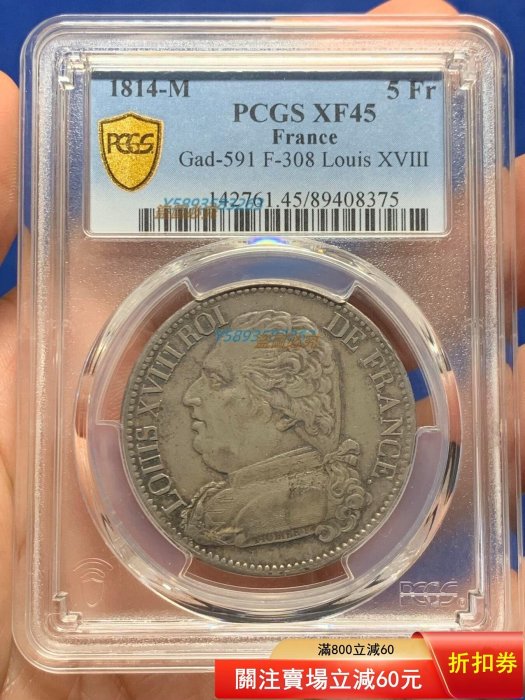 1814-M 5 Fr
PCGS XF45
France
Gad-591 F-308 Louis XVIII
142761.45/89408375
PCGS
LOUIS XVIII ROI DE FRANCE.
PCGS
滿800立減60
關注賣場立減60元
折扣券